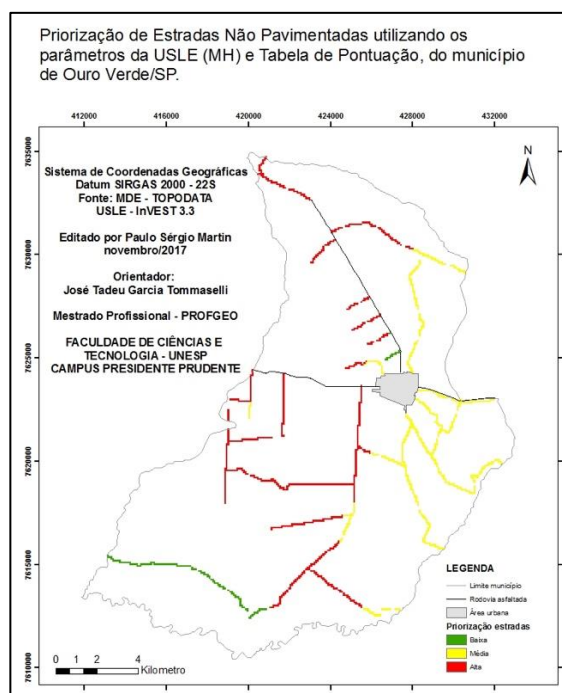 Priorização de Estradas Não Pavimentadas utilizando os
parâmetros da USLE (MH) e Tabela de Pontuação, do município
de Ouro Verde/SP.
412000 416000 420000 424000 428000 432000
7635000
7630000
7625000
7620000
7615000
7610000
N
Sistema de Coordenadas Geográficas
Datum SIRGAS 2000 - 22S
Fonte: MDE - TOPODATA
USLE - InVEST 3.3
Editado por Paulo Sérgio Martin
novembro/2017
Orientador:
José Tadeu Garcia Tommaselli
Mestrado Profissional - PROFGEO
FACULDADE DE CIÊNCIAS E
TECNOLOGIA - UNESP
CAMPUS PRESIDENTE PRUDENTE
LEGENDA
Limite município
Rodovia asfaltada
Área urbana
Priorização estradas
Baixa
Média
Alta
0 1 2 4
Kilometro